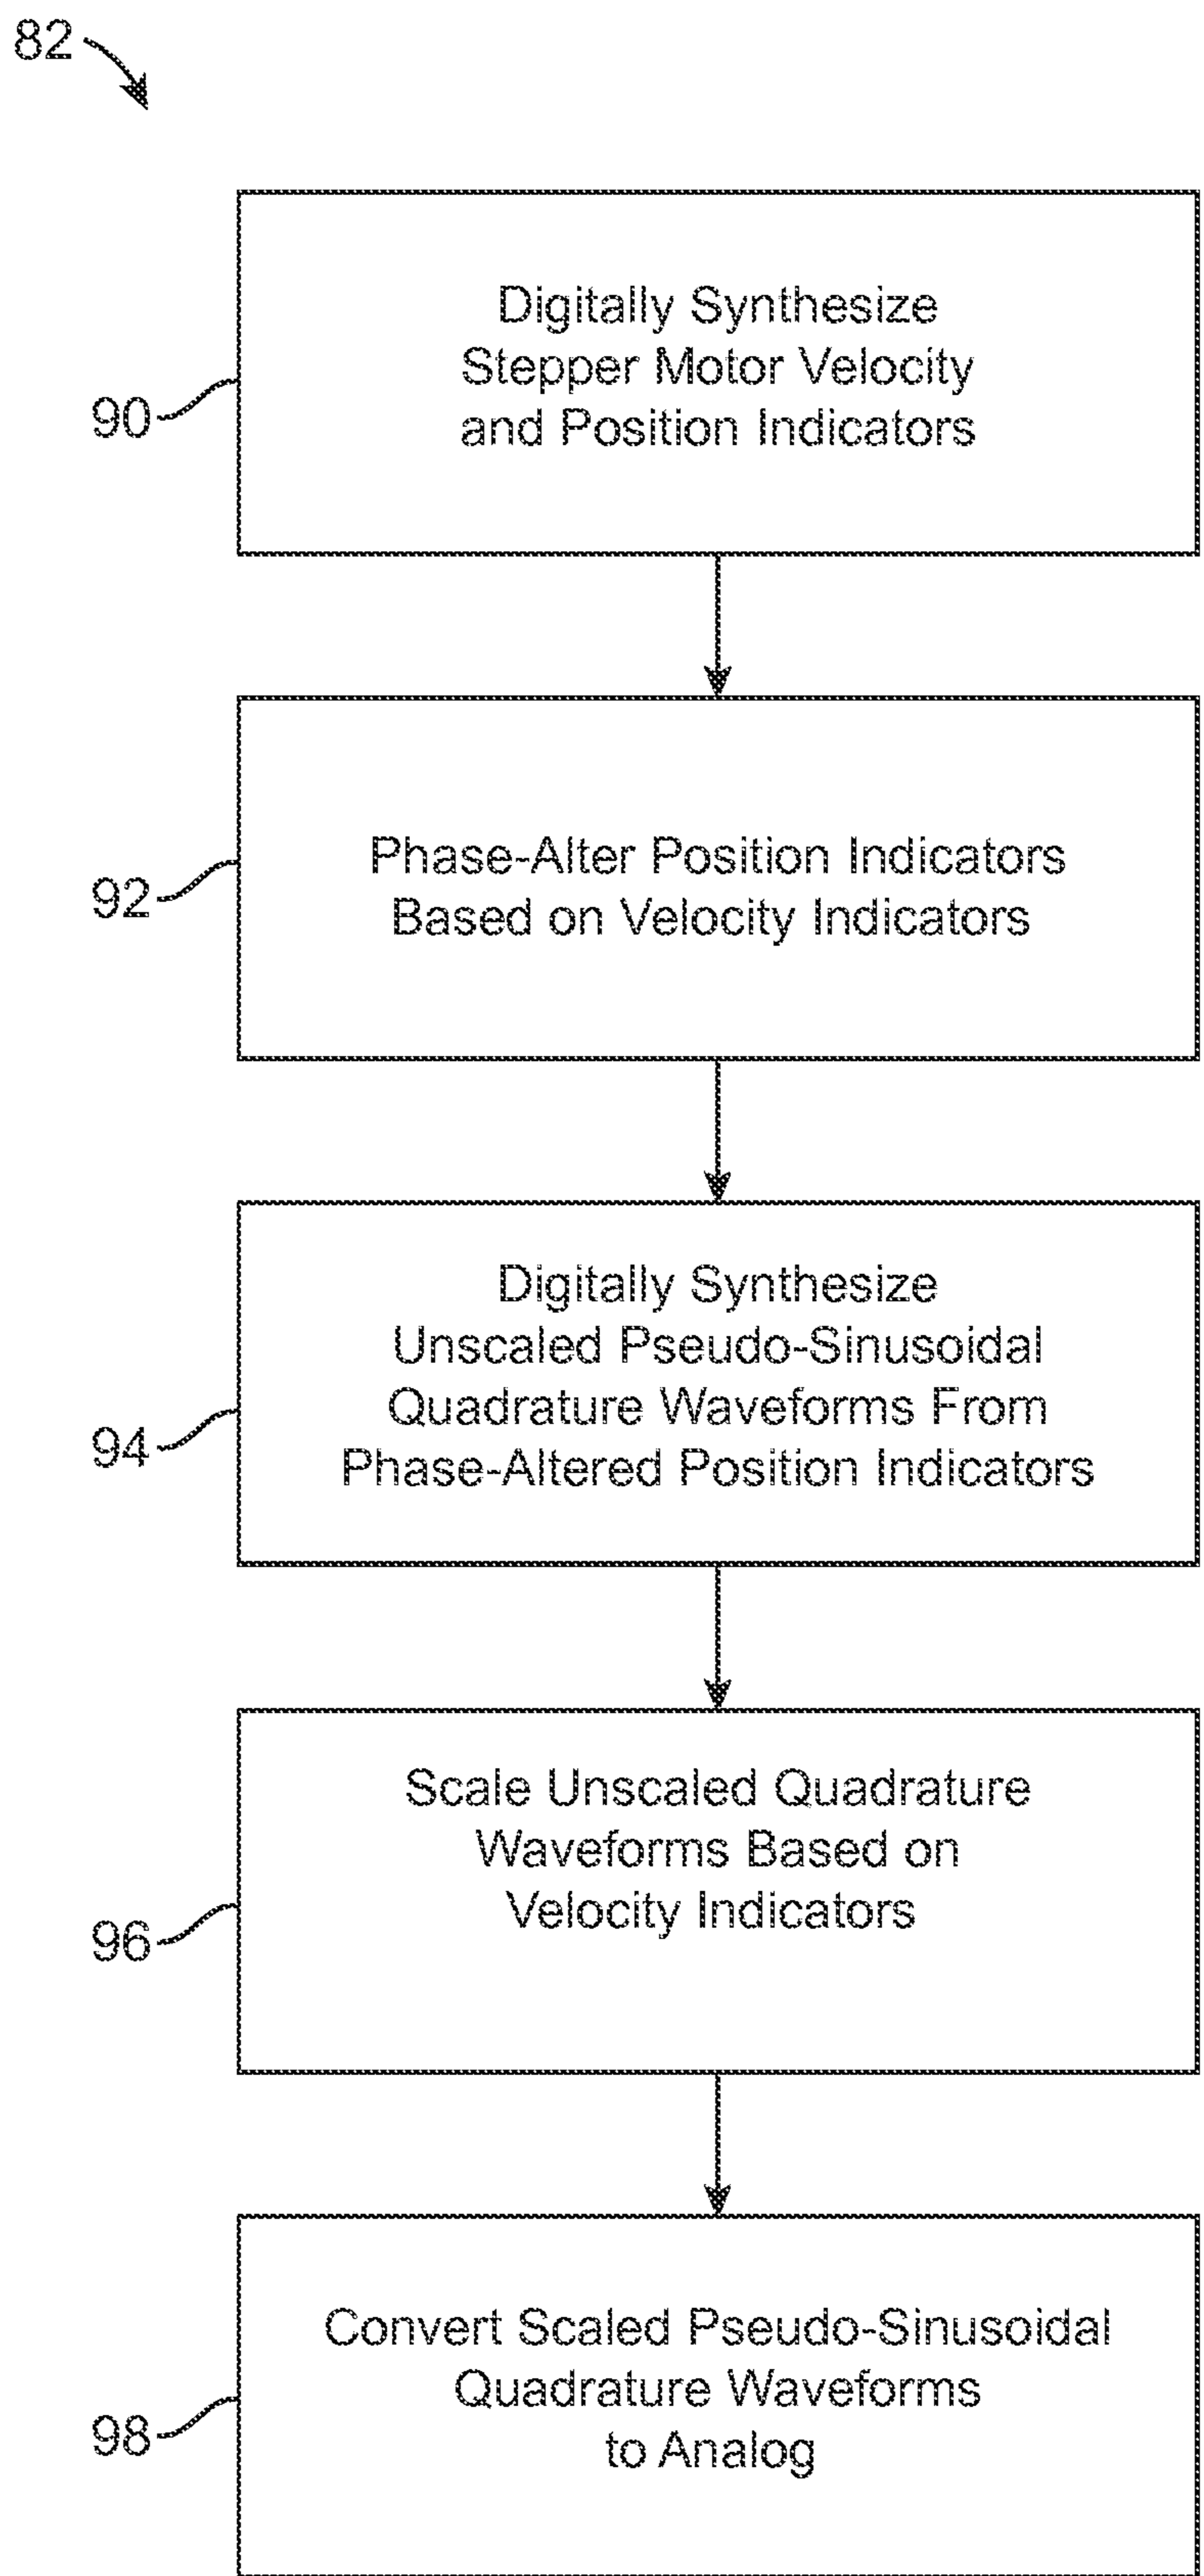 82
Digitally Synthesize
Stepper Motor Velocity
and Position Indicators
90
Phase-Alter Position Indicators
Based on Velocity Indicators
92
Digitally Synthesize
Unscaled Pseudo-Sinusoidal
Quadrature Waveforms From
Phase-Altered Position Indicators
94
Scale Unscaled Quadrature
Waveforms Based on
Velocity Indicators
96
Convert Scaled Pseudo-Sinusoidal
Quadrature Waveforms
to Analog
98